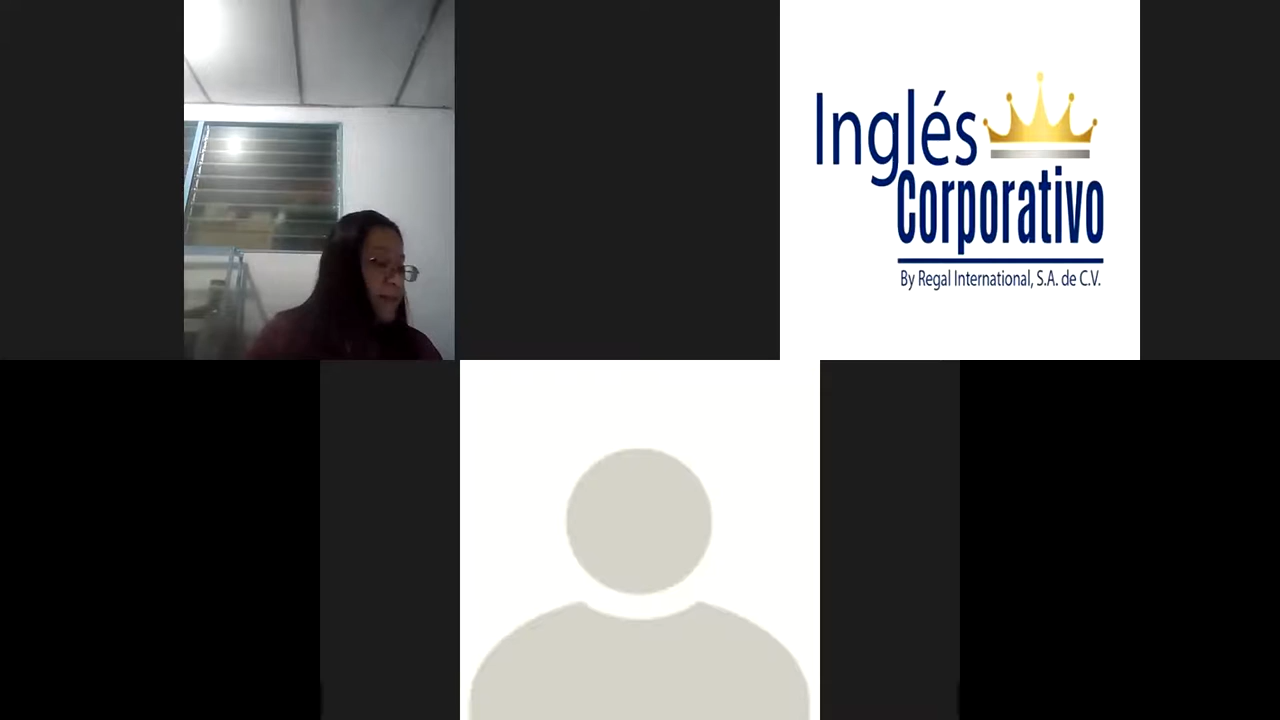 Inglés
Corporativo
By Regal International, S.A. de C.V.